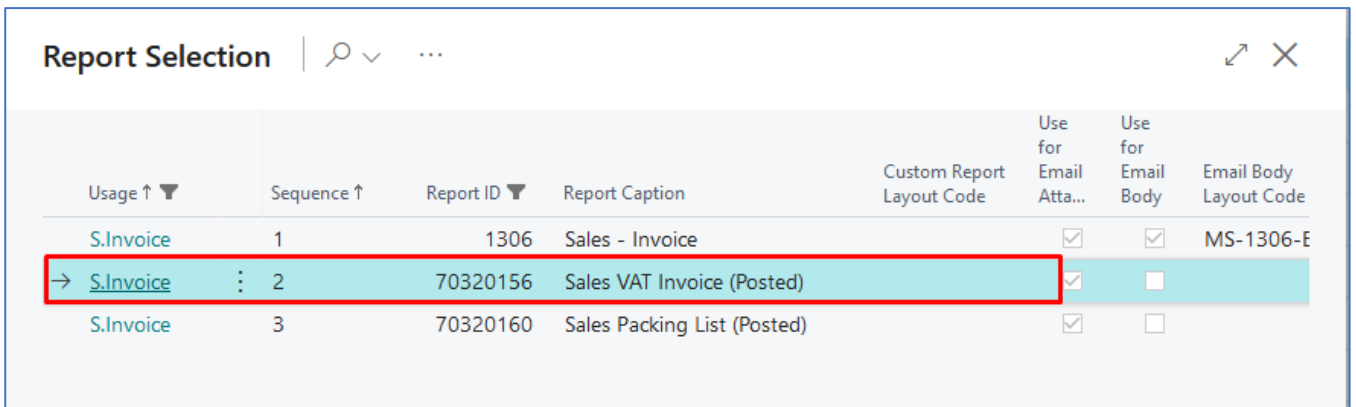 Report Selection
Usage ↑ Sequence ↑ Report ID Report Caption Custom Report Layout Code Use for Email Atta... Use for Email Body Email Body Layout Code
S.Invoice 1 1306 Sales - Invoice MS-1306-E
→ S.Invoice 2 70320156 Sales VAT Invoice (Posted)
S.Invoice 3 70320160 Sales Packing List (Posted)